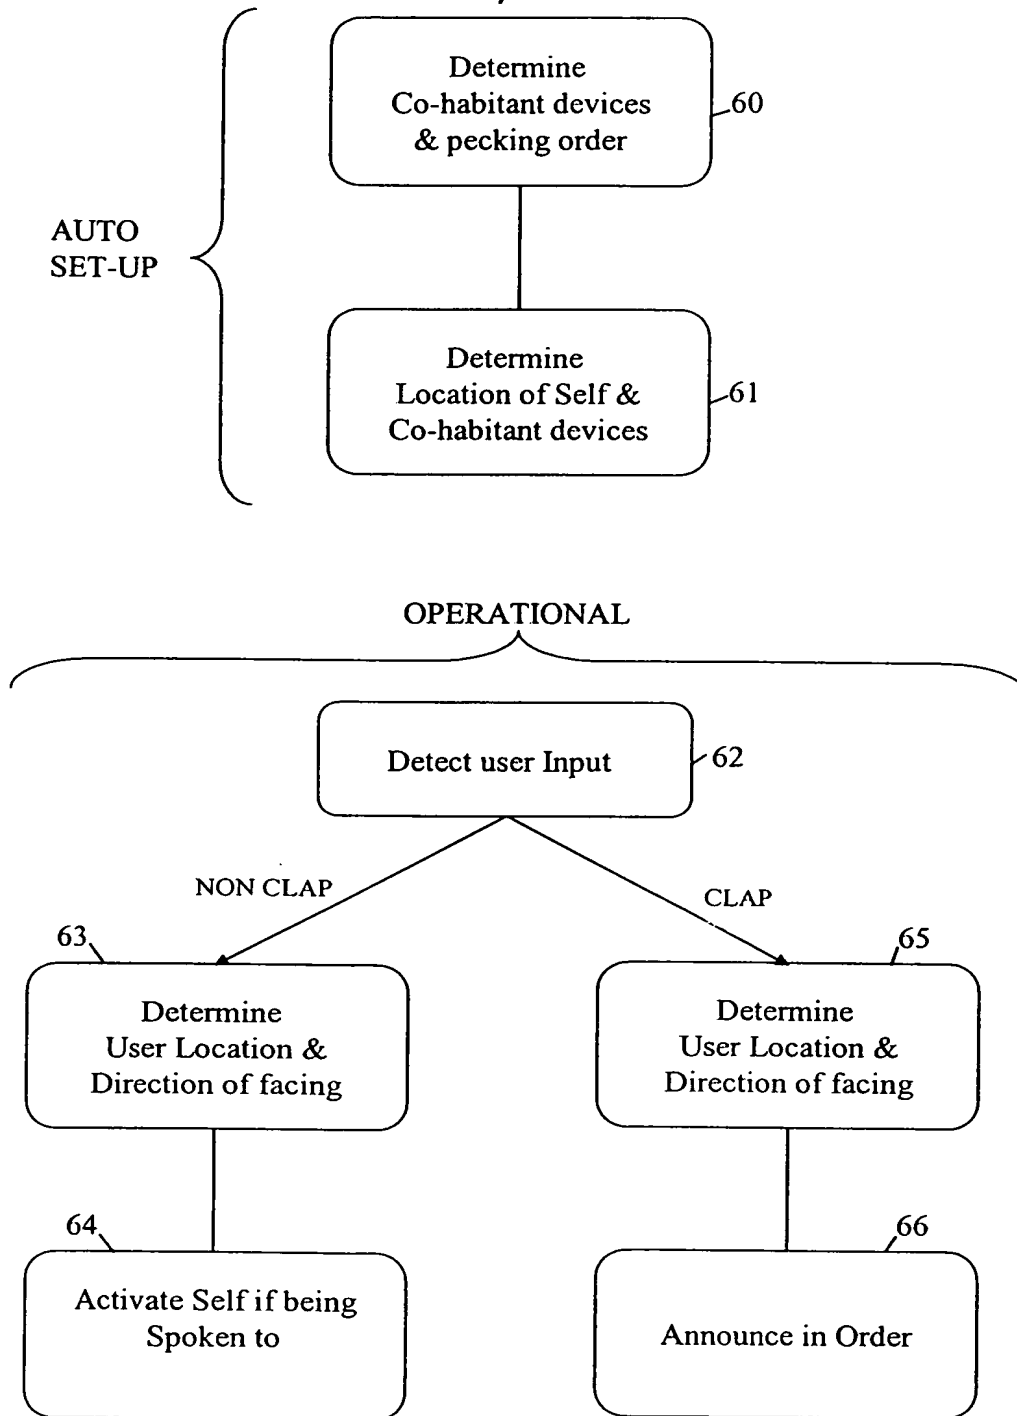 Determine
Co-habitant devices
& pecking order
60
AUTO
SET-UP
Determine
Location of Self &
Co-habitant devices
61
OPERATIONAL
Detect user Input
62
NON CLAP
CLAP
63
Determine
User Location &
Direction of facing
65
Determine
User Location &
Direction of facing
64
Activate Self if being
Spoken to
66
Announce in Order